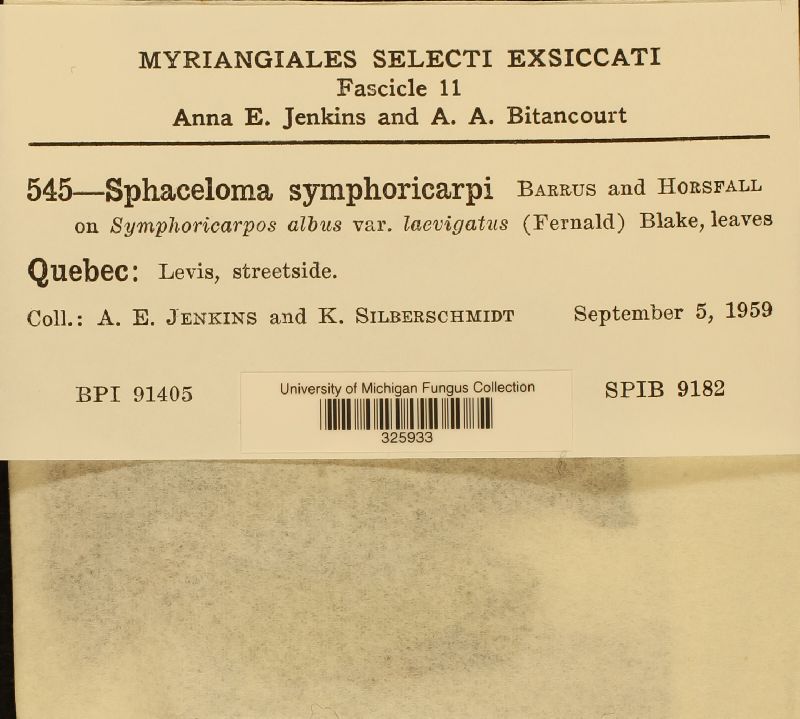 MYRIANGIALES SELECTI EXSICCATI
Fascicle 11
Anna E. Jenkins and A. A. Bitancourt
545—Sphaceloma symphoricarpi BARRUS and HORSFALL
on Symphoricarpos albus var. laevigatus (Fernald) Blake, leaves
Quebec: Levis, streetside.
Coll.: A. E. JENKINS and K. SILBERSCHMIDT September 5, 1959
BPI 91405
University of Michigan Fungus Collection
325933
SPIB 9182